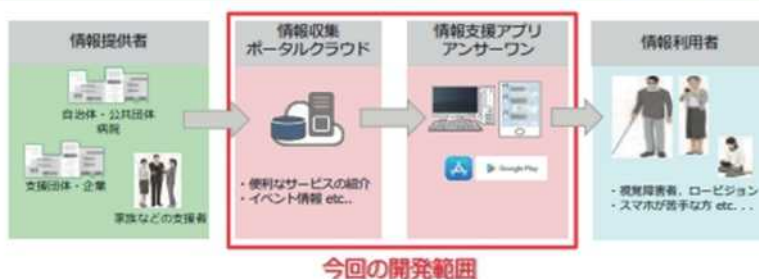 情報提供者
自治体・公共団体
病院
支援団体・企業
家族などの支援者
情報収集
ポータルクラウド
・便利なサービスの紹介
・イベント情報 etc..
情報支援アプリ
アンサーワン
Google Play
情報利用者
・視覚障害者、ロービジョン
・スマホが苦手な方 etc. . .
今回の開発範囲